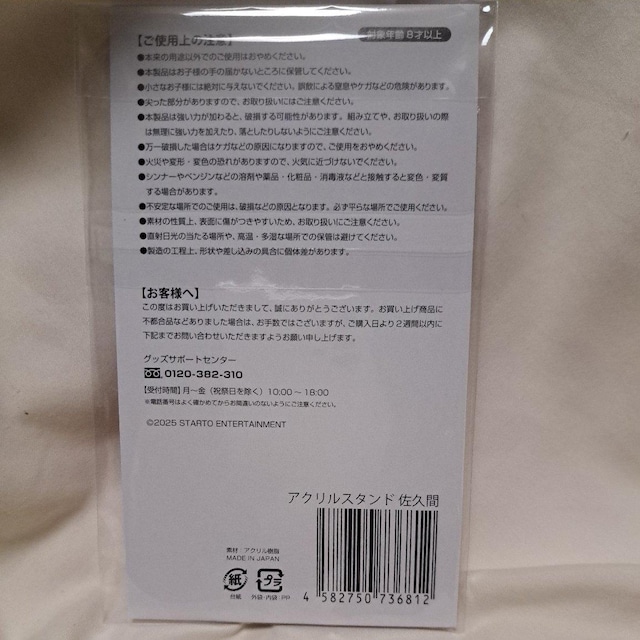 【ご使用上の注意】
対象年齢 8才以上
●本来の用途以外でのご使用はおやめください。
●本製品はお子様の手の届かないところに保管してください。
●小さなお子様には絶対に与えないでください。誤飲による窒息やケガなどの危険があります。
●尖った部分がありますので、お取り扱いにはご注意ください。
●本製品は強い力が加わると、破損する可能性があります。組み立てや、お取り扱いの際
は無理に強い力を加えたり、落としたりしないようにご注意ください。
●万一破損した場合はケガなどの原因になりますので、ご使用をおやめください。
●火災や変形・変色の恐れがありますので、火気に近づけないでください。
●シンナーやベンジンなどの溶剤や薬品・化粧品・消毒液などと接触すると変色・変質
する場合があります。
●不安定な場所でのご使用は、破損などの原因となります。必ず平らな場所でご使用ください。
●素材の性質上、表面に傷がつきやすいため、お取り扱いにご注意ください。
●直射日光の当たる場所や、高温・多湿な場所での保管は避けてください。
●製造の工程上、形状や差し込みの具合に個体差があります。
【お客様へ】
この度はお買い上げいただきまして、誠にありがとうございます。お買い上げ商品に
不都合品などありました場合は、お手数ではございますが、ご購入日より2週間以内に
下記までお問い合わせいただきますようお願い申し上げます。
グッズサポートセンター
0120-382-310
【受付時間】月～金（祝祭日を除く）10:00～18:00
※電話番号はよく確かめてからお間違いのないようにご注意ください。
©2025 STARTO ENTERTAINMENT
アクリルスタンド 佐久間
素材：アクリル樹脂
MADE IN JAPAN
紙
台紙
プラ
外袋・内袋：PP
4 582750 736812